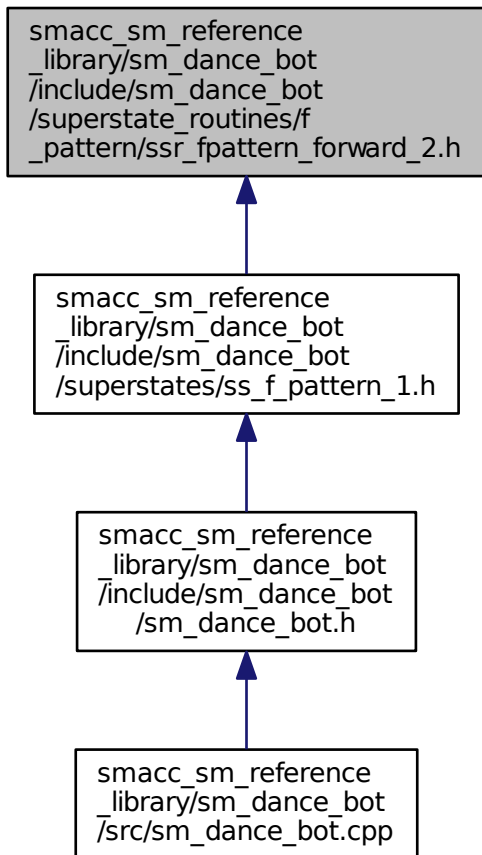 smacc_sm_reference
_library/sm_dance_bot
/include/sm_dance_bot
/superstate_routines/f
_pattern/ssr_fpattern_forward_2.h
smacc_sm_reference
_library/sm_dance_bot
/include/sm_dance_bot
/superstates/ss_f_pattern_1.h
smacc_sm_reference
_library/sm_dance_bot
/include/sm_dance_bot
/sm_dance_bot.h
smacc_sm_reference
_library/sm_dance_bot
/src/sm_dance_bot.cpp